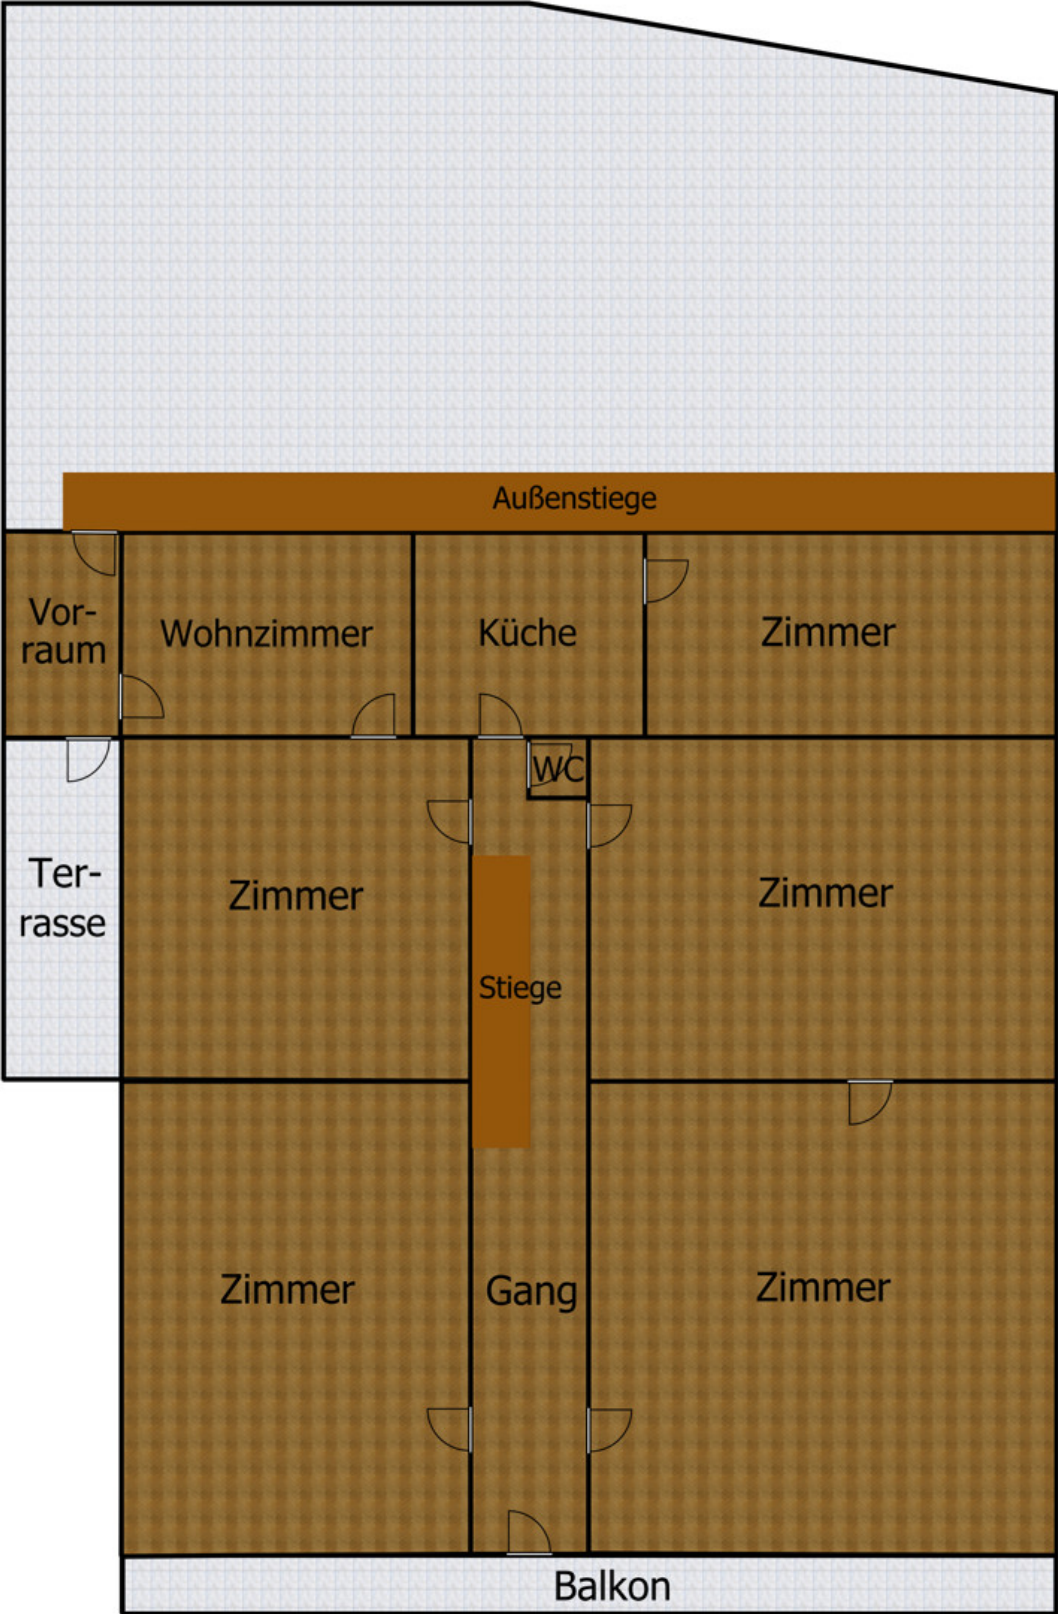 Außenstiege
Vor-
raum
Wohnzimmer
Küche
Zimmer
WC
Ter-
rasse
Zimmer
Zimmer
Stiege
Zimmer
Gang
Zimmer
Balkon